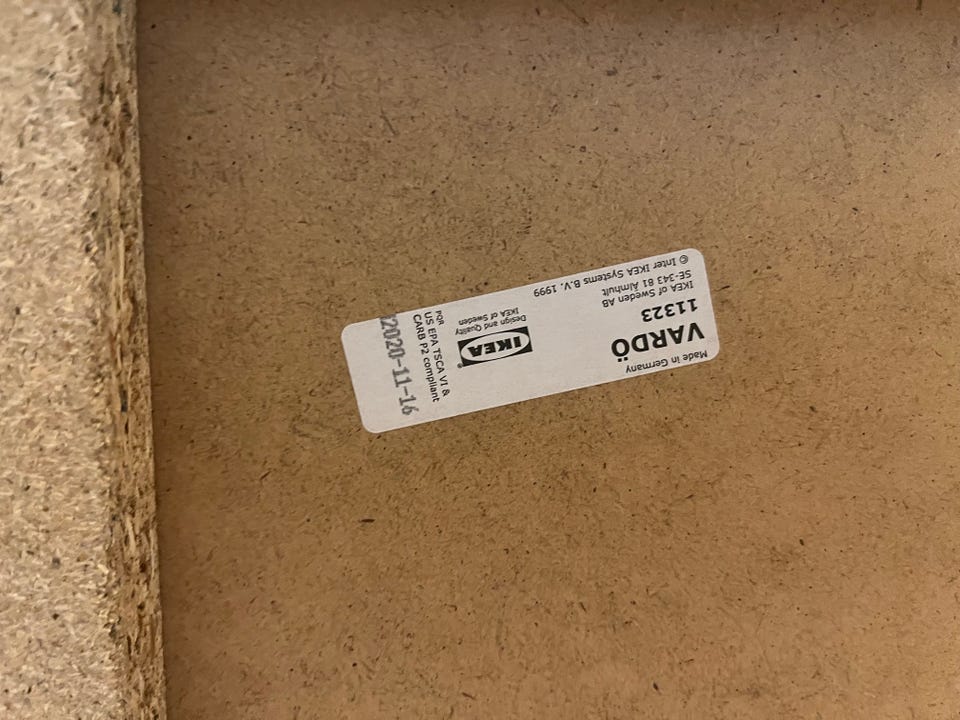 Made in Germany
VARDÖ
11323
IKEA of Sweden AB
SE-343 81 Älmhult
© Inter IKEA Systems B.V. 1999
IKEA®
Design and Quality
IKEA of Sweden
PQR
US EPA TSCA VI &
CARB P2 compliant
2020-11-16